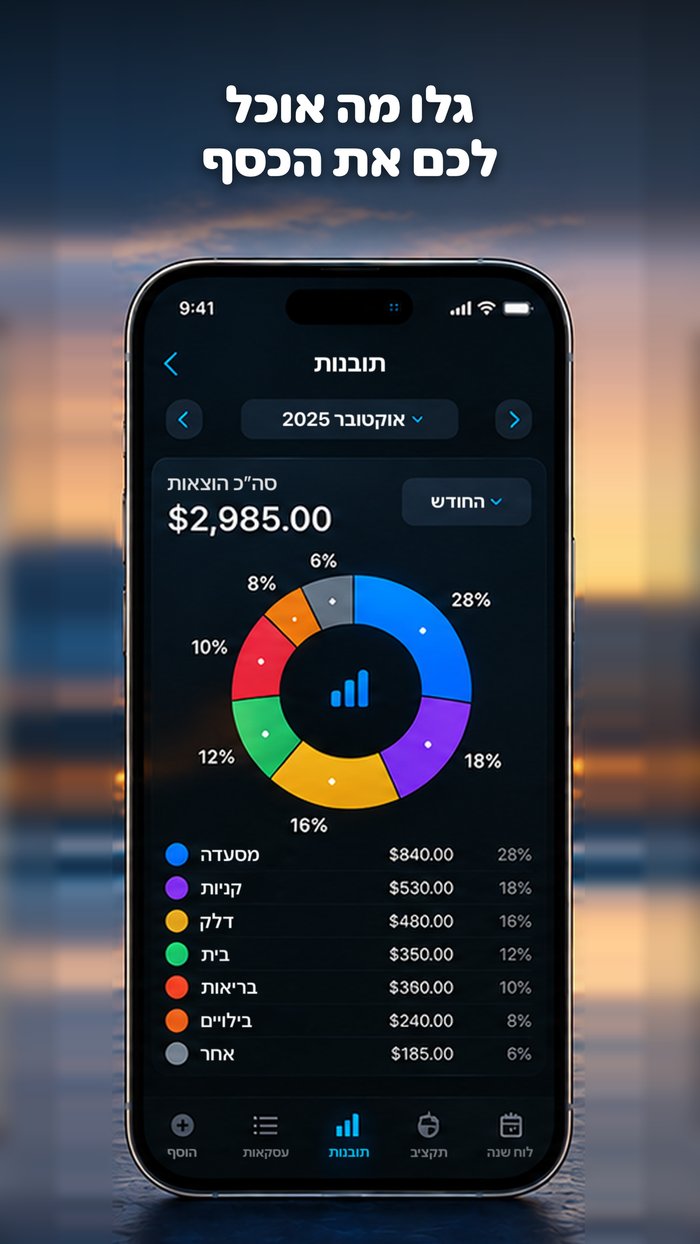 גלו מה אוכל
לכם את הכסף
9:41
תובנות
אוקטובר 2025
סה״כ הוצאות
$2,985.00
החודש
6%
8%
28%
10%
12%
18%
16%
מסעדה $840.00 28%
קניות $530.00 18%
דלק $480.00 16%
בית $350.00 12%
בריאות $360.00 10%
בילויים $240.00 8%
אחר $185.00 6%
הוסף עסקאות תובנות תקציב לוח שנה